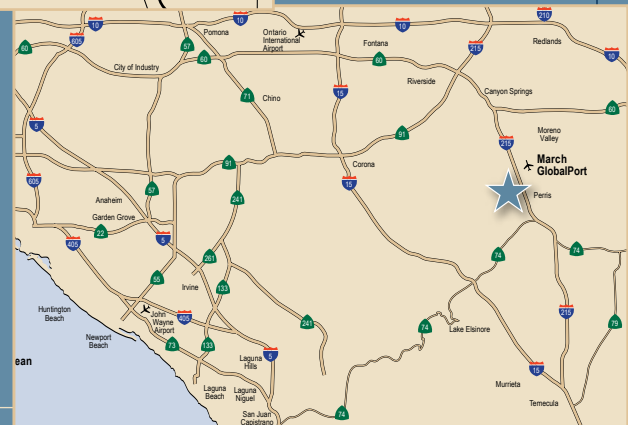 10
10
10
210
605
60
57
60
Pomona
Ontario
International
Airport
Fontana
60
215
Redlands
10
City of Industry
Riverside
Canyon Springs
15
71
Chino
60
5
91
Moreno
Valley
215
March
GlobalPort
91
Corona
605
57
15
Perris
241
Anaheim
Garden Grove
22
5
405
74
74
261
55
Irvine
133
Huntington
Beach
John
Wayne
Airport
405
241
215
79
74
Lake Elsinore
Newport
Beach
73
133
ean
Laguna
Hills
5
15
Laguna
Beach
Laguna
Niguel
Murrieta
Temecula
San Juan
Capistrano
74